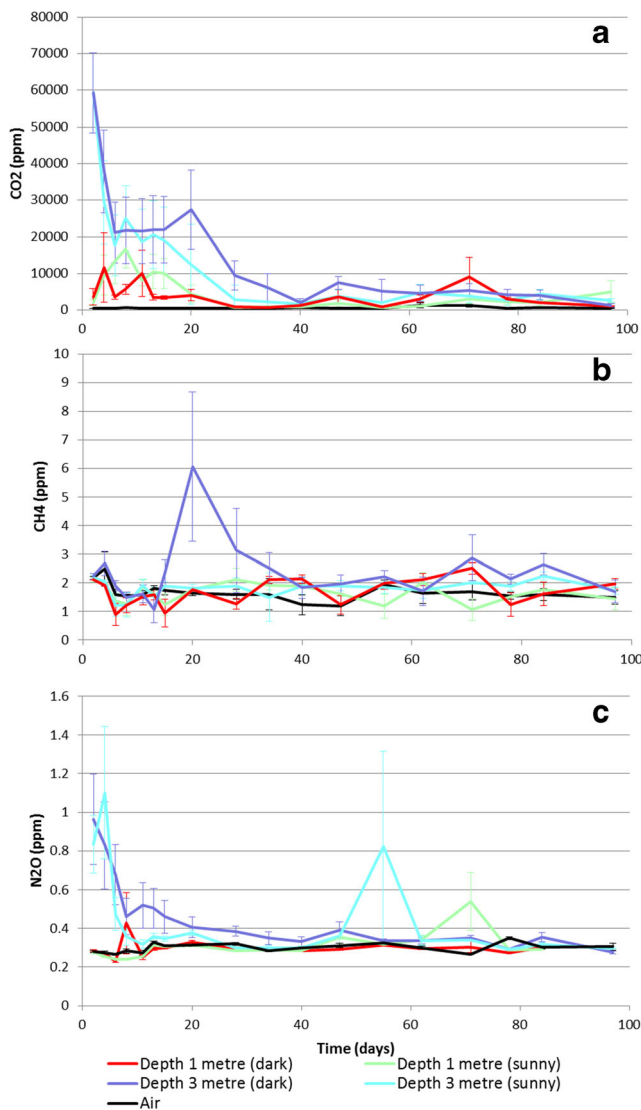 a
80000
70000
60000
50000
40000
30000
20000
10000
0
CO2 (ppm)
0 20 40 60 80 100
b
10
9
8
7
6
5
4
3
2
1
0
CH4 (ppm)
0 20 40 60 80 100
c
1.6
1.4
1.2
1
0.8
0.6
0.4
0.2
0
N2O (ppm)
0 20 40 60 80 100
Time (days)
Depth 1 metre (dark) Depth 1 metre (sunny)
Depth 3 metre (dark) Depth 3 metre (sunny)
Air